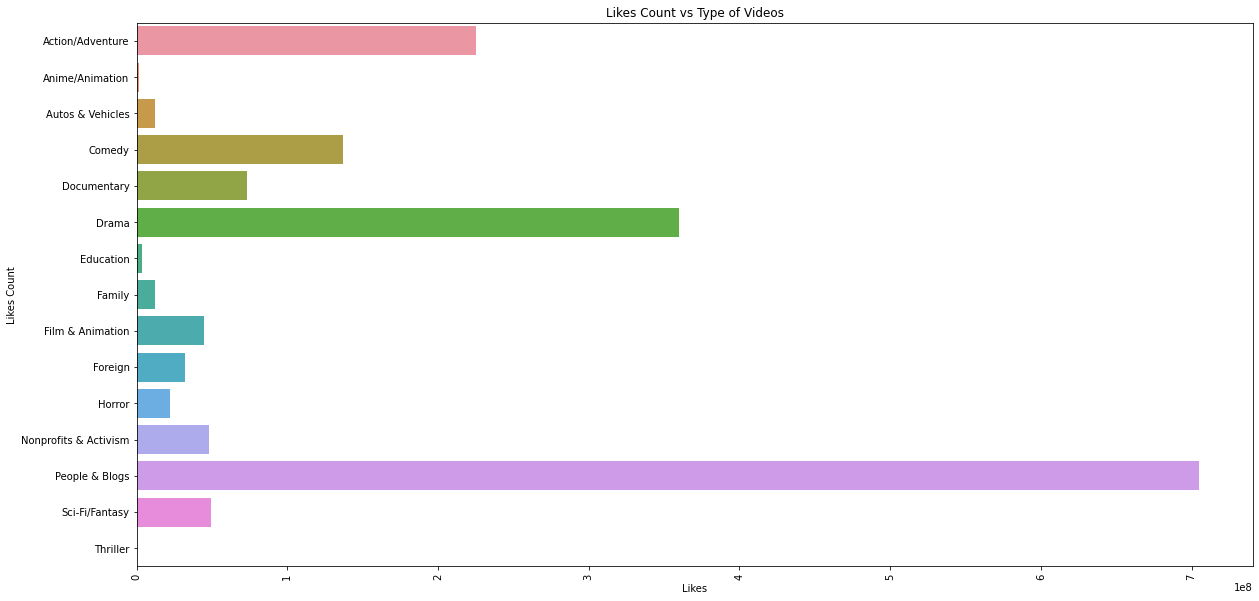 Likes Count vs Type of Videos
Action/Adventure
Anime/Animation
Autos & Vehicles
Comedy
Documentary
Drama
Education
Family
Film & Animation
Foreign
Horror
Nonprofits & Activism
People & Blogs
Sci-Fi/Fantasy
Thriller
Likes Count
0 1 2 3 4 5 6 7
1e8
Likes